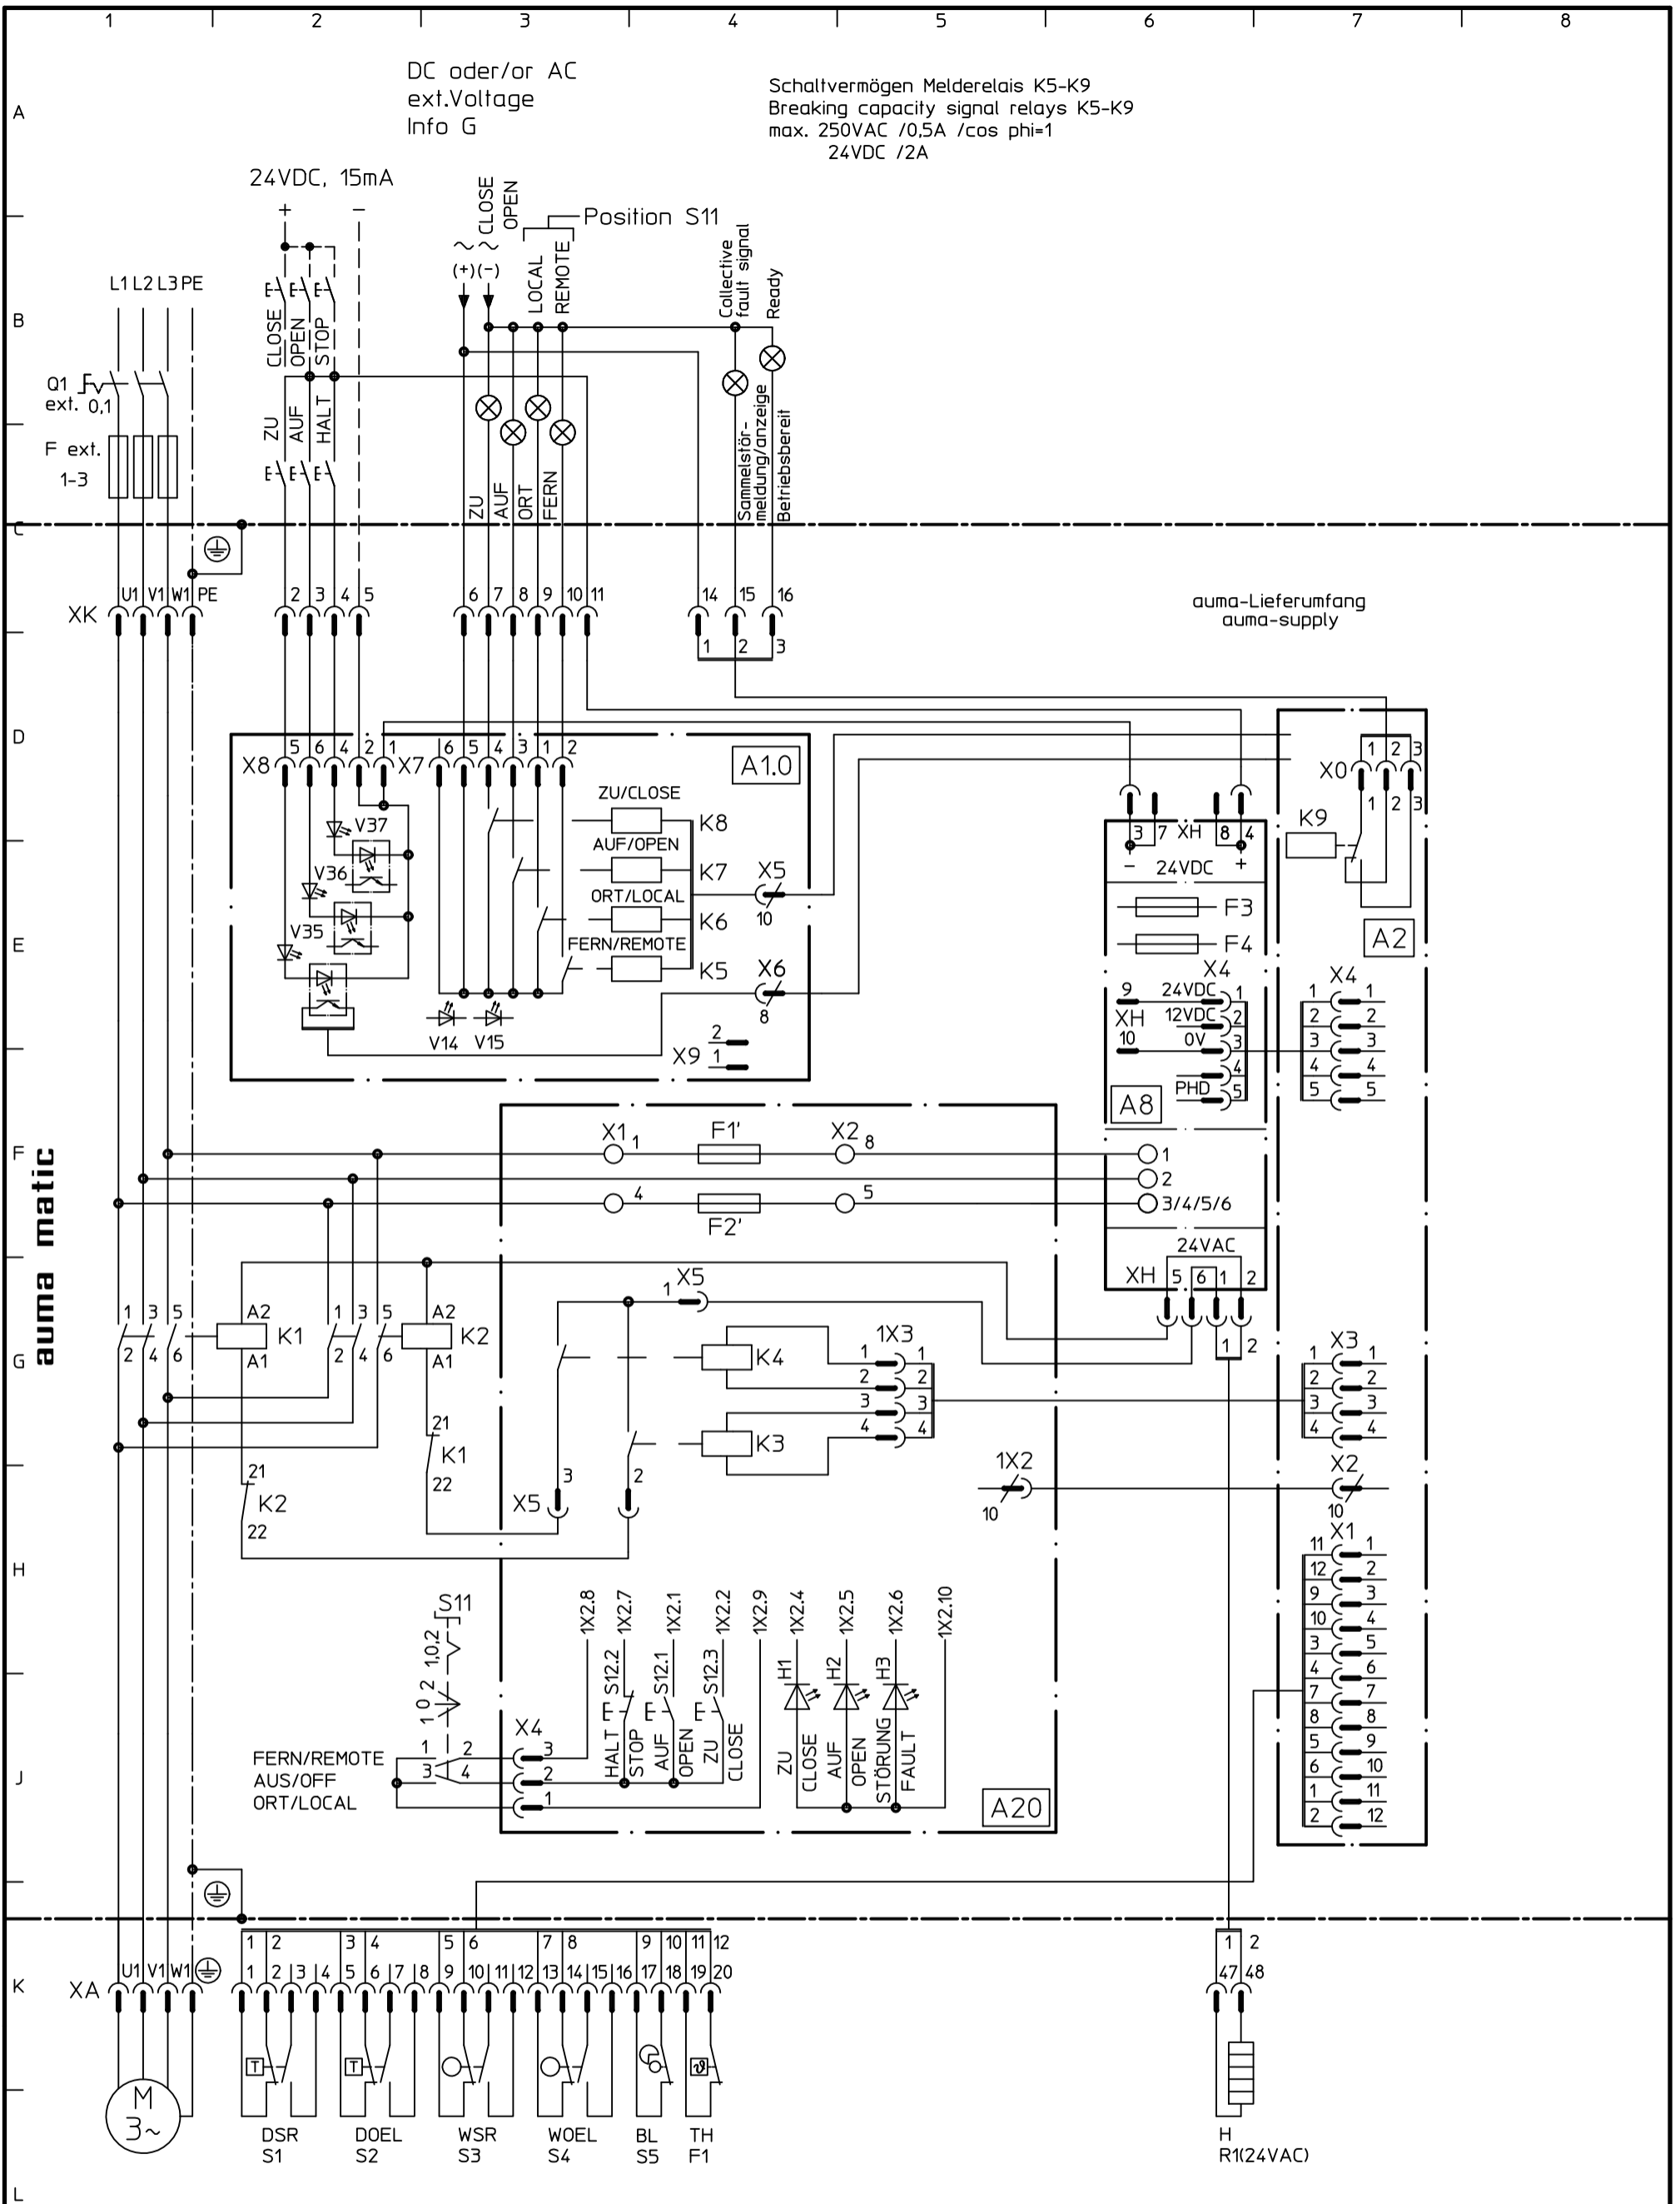 1 2 3 4 5 6 7 8
A
B
C
D
E
F
G
H
J
K
L
auma matic
DC oder/or AC
ext.Voltage
Info G
Schaltvermögen Melderelais K5-K9
Breaking capacity signal relays K5-K9
max. 250VAC /0,5A /cos phi=1
24VDC /2A
24VDC, 15mA
+ −
CLOSE
OPEN
Position S11
∼ ∼
(+)(-)
LOCAL
REMOTE
Collective
fault signal
Ready
L1 L2 L3 PE
CLOSE
OPEN
STOP
Q1
ext. 0,1
F ext.
1-3
ZU
AUF
HALT
ZU
AUF
ORT
FERN
Sammelstör-
meldung/anzeige
Betriebsbereit
XK U1 V1 W1 PE 2 3 4 5 6 7 8 9 10 11 14 15 16
1 2 3
auma-Lieferumfang
auma-supply
X8 5 6 4 2 1 X7 6 5 4 3 1 2
A1.0
V37
V36
V35
V14 V15
ZU/CLOSE
K8
AUF/OPEN
K7
ORT/LOCAL
K6
FERN/REMOTE
K5
X5
10
X6
8
X9 2
1
3 7 XH 8 4
− 24VDC +
F3
F4
X4
9 24VDC 1
XH 12VDC 2
10 0V 3
4
PHD 5
A8
1
2
3/4/5/6
24VAC
XH 5 6 1 2
1 2
X0 1 2 3
1 2 3
K9
A2
X4
1 1
2 2
3 3
4 4
5 5
X3
1 1
2 2
3 3
4 4
X2
10
X1
11 1
12 2
9 3
10 4
3 5
4 6
7 7
8 8
5 9
6 10
1 11
2 12
X1 1 F1' X2 8
4 F2' 5
1 3 5 A2 K1 1 3 5 A2 K2
2 4 6 A1 2 4 6 A1
21
K1
22
21
K2
22
1 X5
K4
K3
1X3
1 1
2 2
3 3
4 4
X5 3 2
1X2
10
S11
1 0 2 1,0,2
1X2.8
1X2.7
1X2.1
1X2.2
1X2.9
1X2.4
1X2.5
1X2.6
1X2.10
S12.2
S12.1
S12.3
H1
H2
H3
HALT
STOP
AUF
OPEN
ZU
CLOSE
ZU
CLOSE
AUF
OPEN
STÖRUNG
FAULT
FERN/REMOTE
AUS/OFF
ORT/LOCAL
1 2
3 4
X4
3
2
1
A20
1 2 3 4 5 6 7 8 9 10 11 12
XA U1 V1 W1 1 2 3 4 5 6 7 8 9 10 11 12 13 14 15 16 17 18 19 20
1 2
47 48
T T ϑ
M
3∼
DSR
S1
DOEL
S2
WSR
S3
WOEL
S4
BL
S5
TH
F1
H
R1(24VAC)